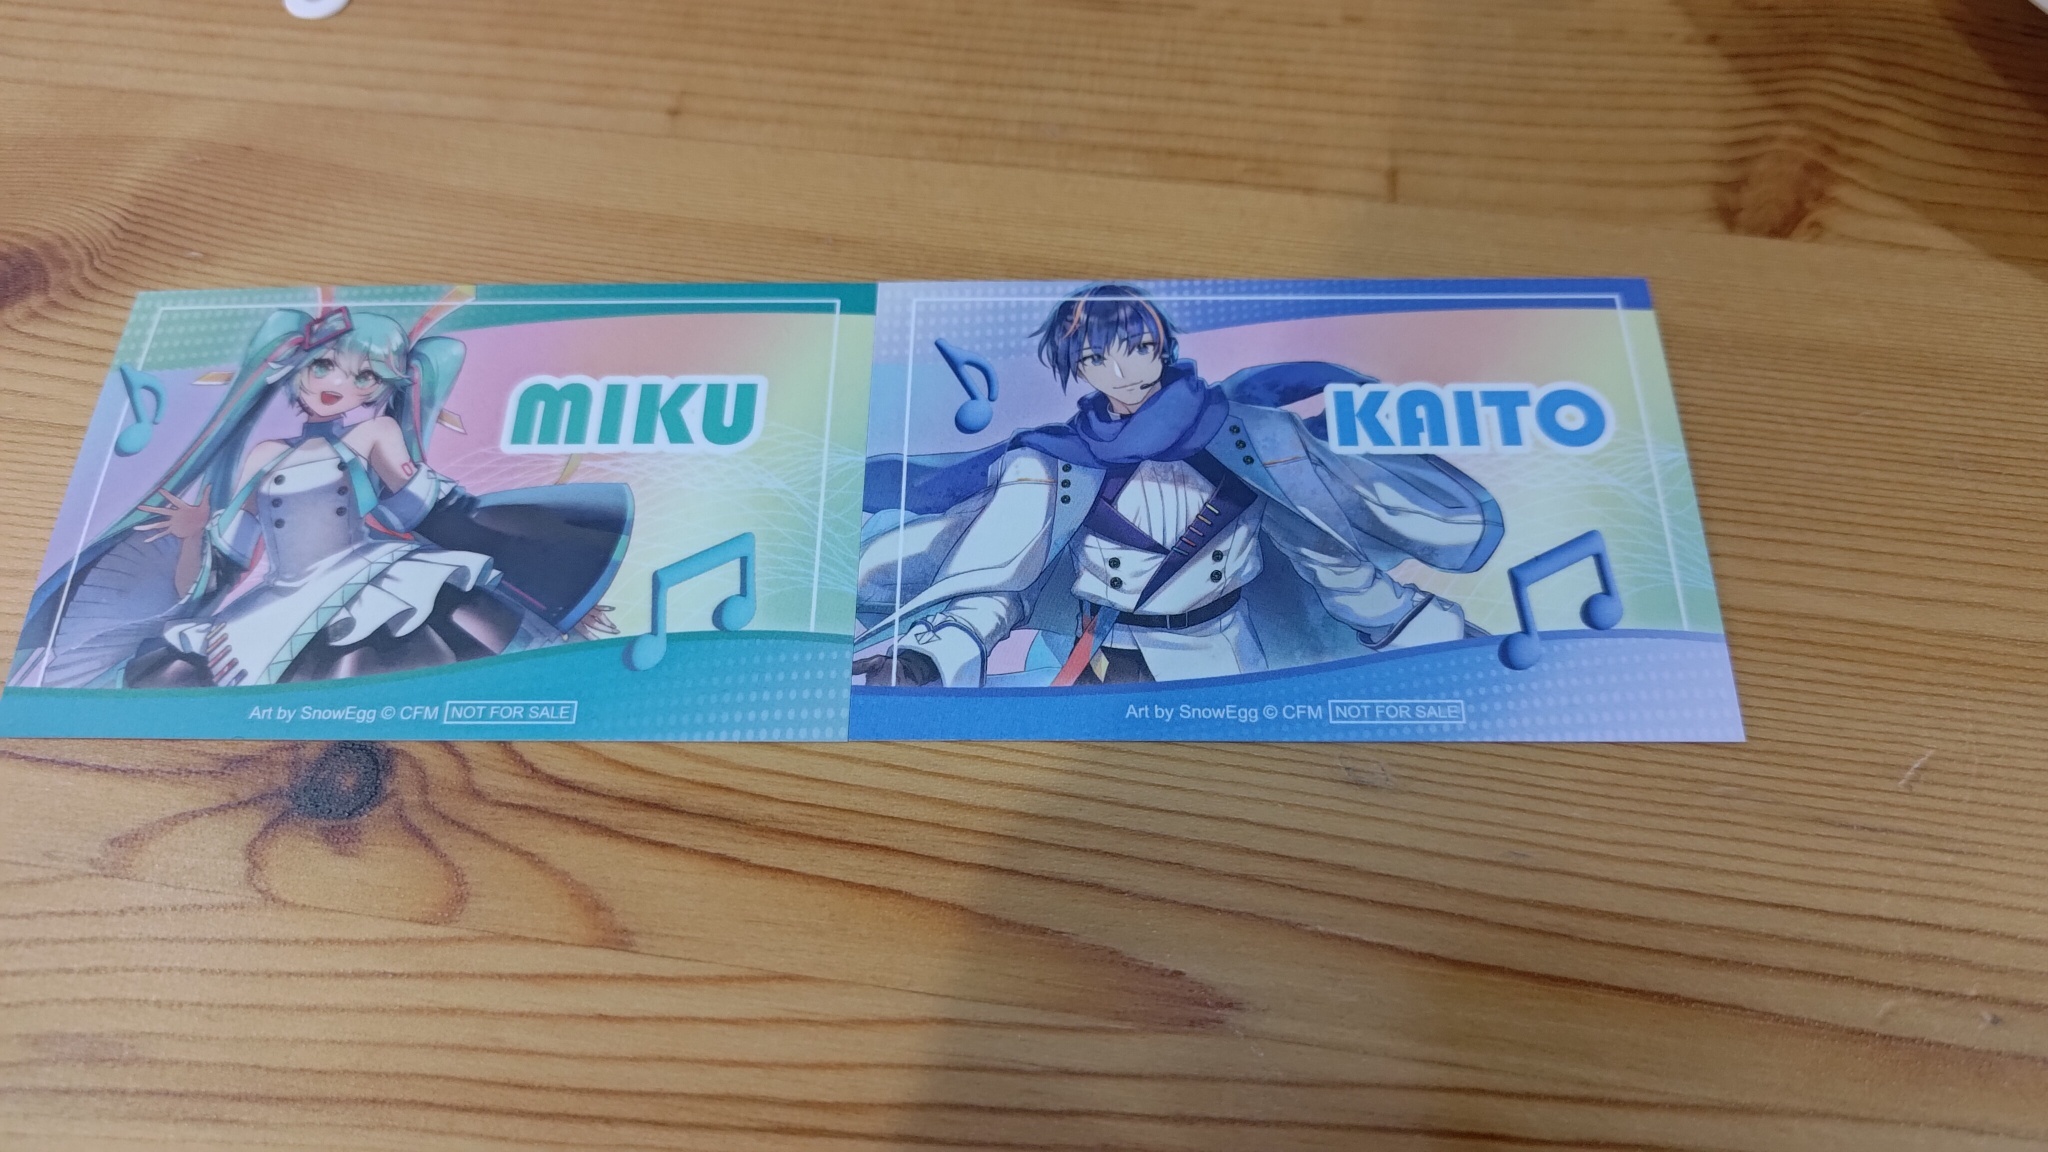 MIKU
Art by SnowEgg © CFM NOT FOR SALE
KAITO
Art by SnowEgg © CFM NOT FOR SALE